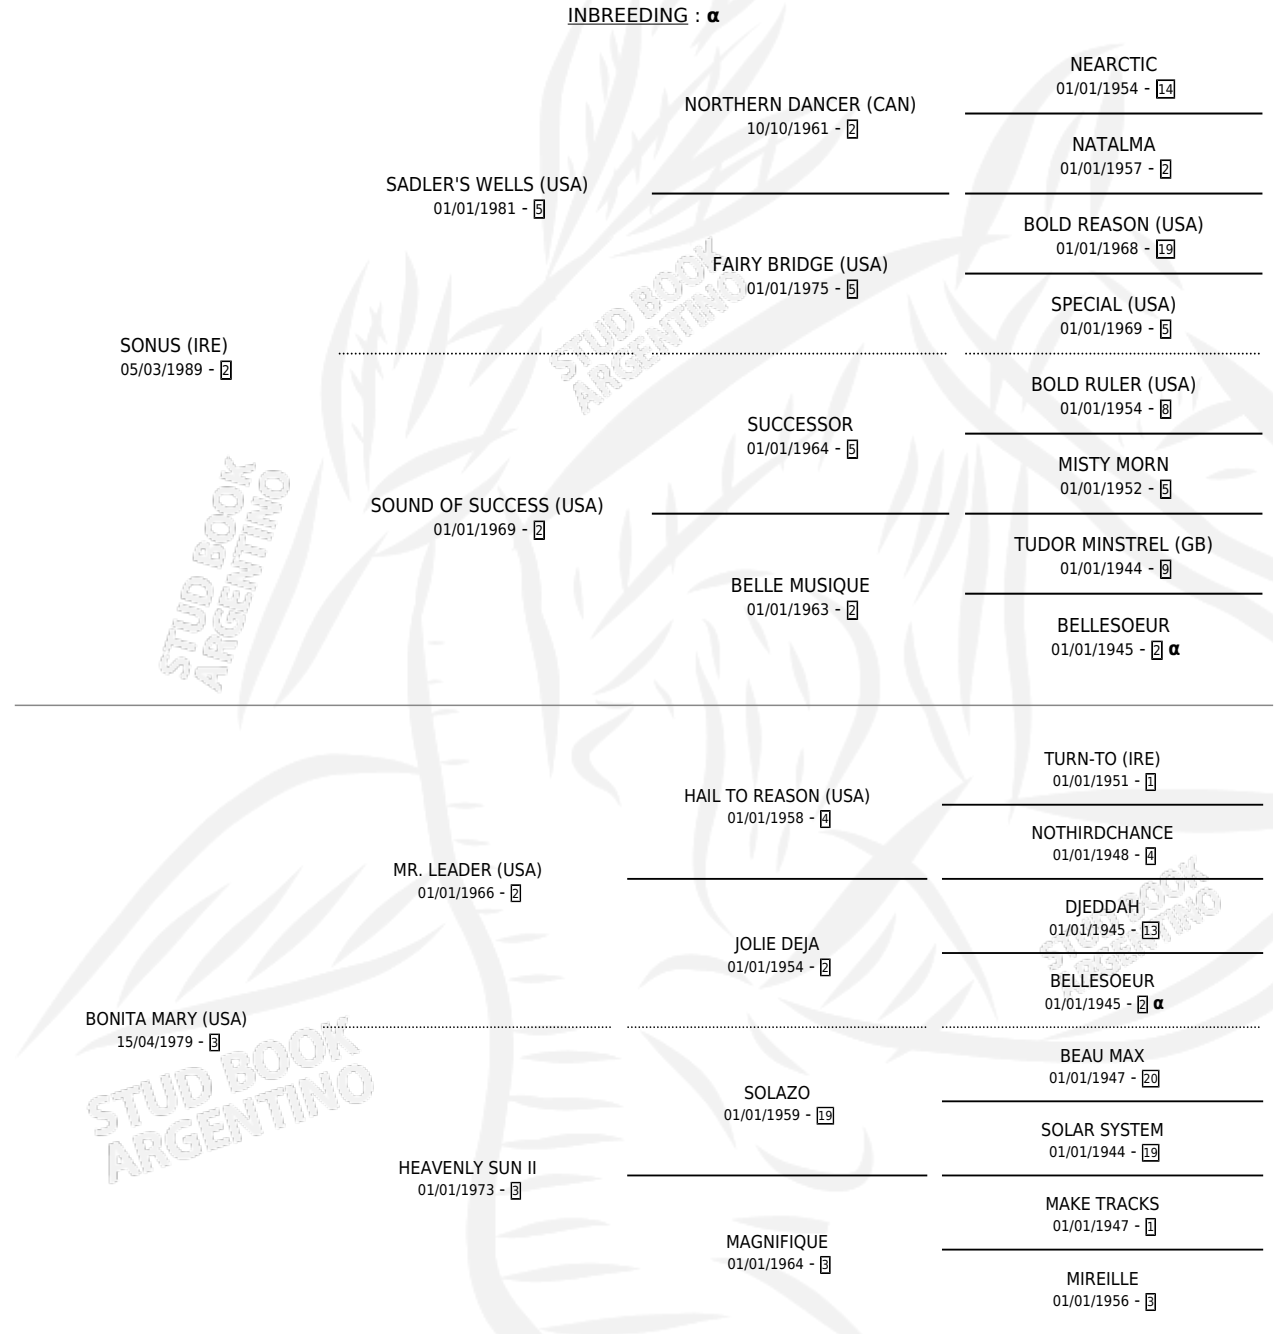 INBREEDING : α
NEARCTIC
01/01/1954 - 14
NORTHERN DANCER (CAN)
10/10/1961 - 2
NATALMA
01/01/1957 - 2
SADLER'S WELLS (USA)
01/01/1981 - 5
BOLD REASON (USA)
01/01/1968 - 19
FAIRY BRIDGE (USA)
01/01/1975 - 5
SPECIAL (USA)
01/01/1969 - 5
SONUS (IRE)
05/03/1989 - 2
BOLD RULER (USA)
01/01/1954 - 8
SUCCESSOR
01/01/1964 - 5
MISTY MORN
01/01/1952 - 5
SOUND OF SUCCESS (USA)
01/01/1969 - 2
TUDOR MINSTREL (GB)
01/01/1944 - 9
BELLE MUSIQUE
01/01/1963 - 2
BELLESOEUR
01/01/1945 - 2 α
TURN-TO (IRE)
01/01/1951 - 1
HAIL TO REASON (USA)
01/01/1958 - 4
NOTHIRDCHANCE
01/01/1948 - 4
MR. LEADER (USA)
01/01/1966 - 2
DJEDDAH
01/01/1945 - 13
JOLIE DEJA
01/01/1954 - 2
BELLESOEUR
01/01/1945 - 2 α
BONITA MARY (USA)
15/04/1979 - 3
BEAU MAX
01/01/1947 - 20
SOLAZO
01/01/1959 - 19
SOLAR SYSTEM
01/01/1944 - 19
HEAVENLY SUN II
01/01/1973 - 3
MAKE TRACKS
01/01/1947 - 1
MAGNIFIQUE
01/01/1964 - 3
MIREILLE
01/01/1956 - 3
STUD BOOK
ARGENTINO
STUD BOOK
ARGENTINO
STUD BOOK
ARGENTINO
STUD BOOK
ARGENTINO